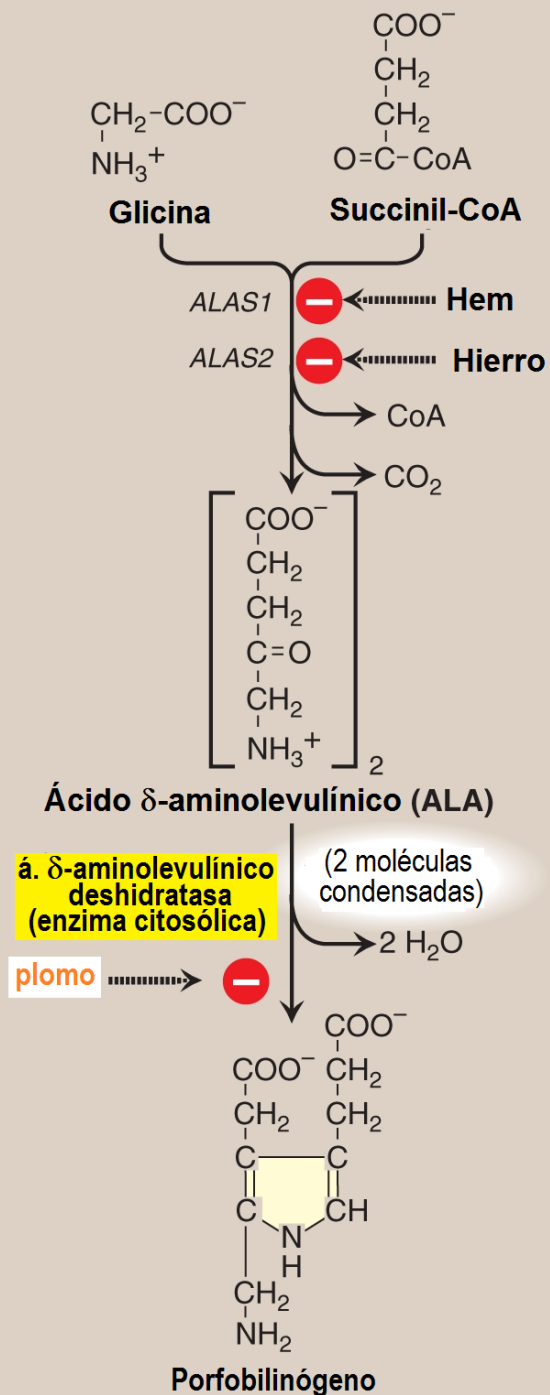 COO⁻
CH₂
CH₂
O=C-CoA
CH₂-COO⁻
NH₃⁺
Glicina
Succinil-CoA
ALAS1
Hem
ALAS2
Hierro
CoA
CO₂
COO⁻
CH₂
CH₂
C=O
CH₂
NH₃⁺
2
Ácido δ-aminolevulínico (ALA)
á. δ-aminolevulínico
deshidratasa
(enzima citosólica)
(2 moléculas
condensadas)
2 H₂O
plomo
COO⁻
COO⁻ CH₂
CH₂ CH₂
C C
C CH
N
H
CH₂
NH₂
Porfobilinógeno